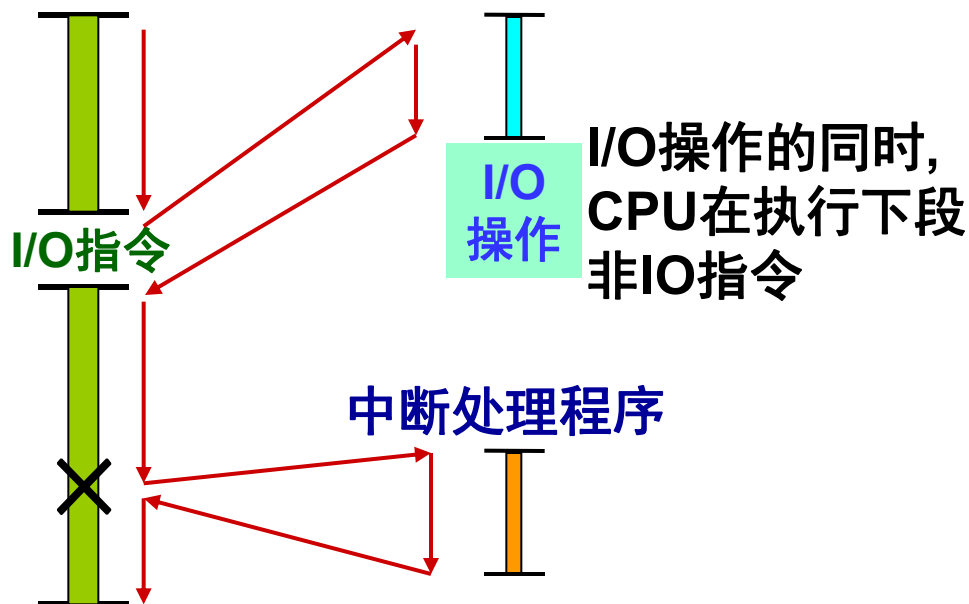 I/O指令
I/O
操作
I/O操作的同时,
CPU在执行下段
非IO指令
中断处理程序